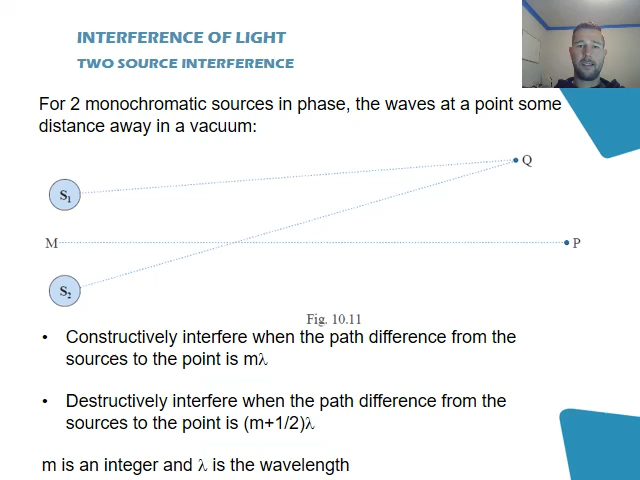 INTERFERENCE OF LIGHT
TWO SOURCE INTERFERENCE
For 2 monochromatic sources in phase, the waves at a point some
distance away in a vacuum:
Q
S1
M
P
S2
Fig. 10.11
• Constructively interfere when the path difference from the
sources to the point is mλ
• Destructively interfere when the path difference from the
sources to the point is (m+1/2)λ
m is an integer and λ is the wavelength